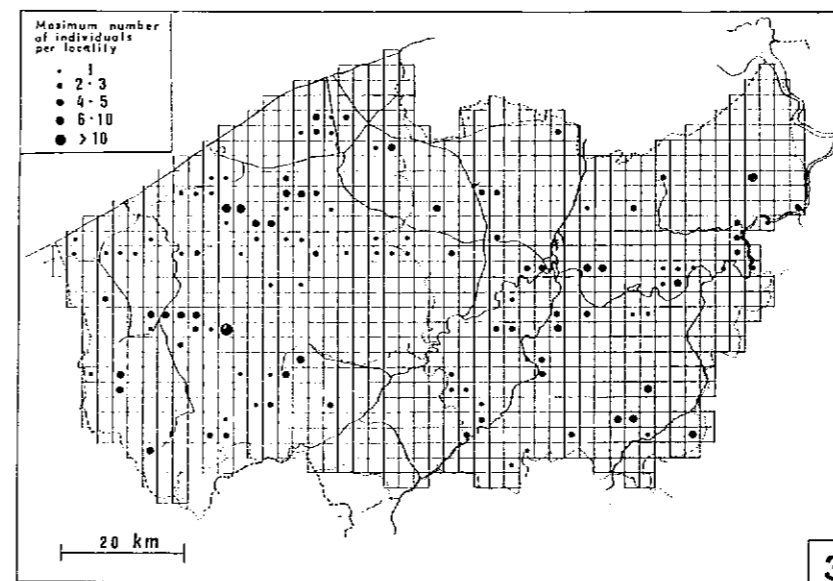 Maximum number
of individuals
per locality
1
2-3
4-5
6-10
>10
20 km
3